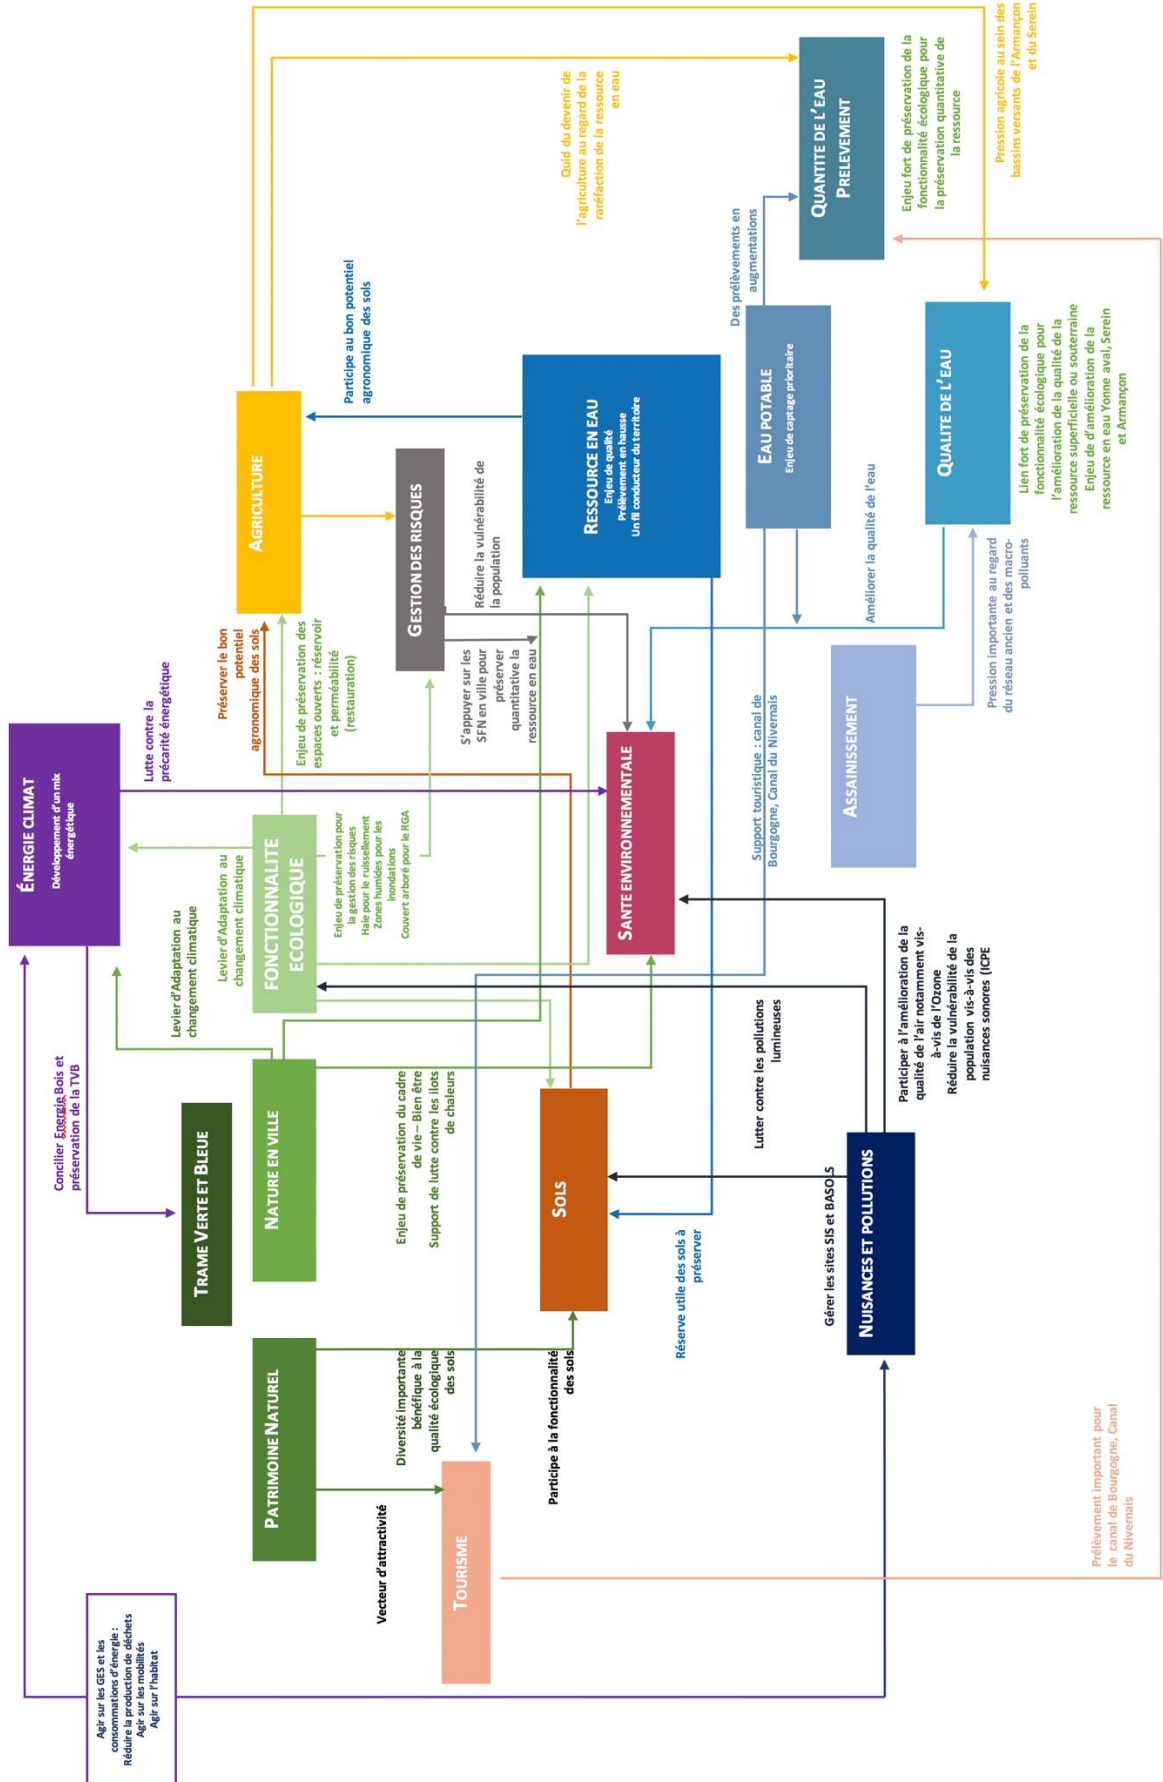 Agir sur les GES et les
consommations d'énergie :
Réduire la production de déchets
Agir sur les mobilités
Agir sur l'habitat
ÉNERGIE CLIMAT
Développement d'un mix
énergétique
Concilier Energie Bois et
préservation de la TVB
Levier d'Adaptation au
changement climatique
Levier d'Adaptation au
changement climatique
Lutte contre la
précarité énergétique
TRAME VERTE ET BLEUE
PATRIMOINE NATUREL
NATURE EN VILLE
FONCTIONNALITE
ECOLOGIQUE
Préserver le bon
potentiel
agronomique des sols
Enjeu de préservation des
espaces ouverts : réservoir
et perméabilité
(restauration)
AGRICULTURE
Quid du devenir de
l'agriculture au regard de la
raréfaction de la ressource
en eau
Participe au bon potentiel
agronomique des sols
Enjeu de préservation pour
la gestion des risques
Haie pour le ruissellement
Zones humides pour les
inondations
Couvert arboré pour le RGA
GESTION DES RISQUES
Vecteur d'attractivité
Diversité importante
bénéfique à la
qualité écologique
des sols
Enjeu de préservation du cadre
de vie – Bien être
Support de lutte contre les ilots
de chaleurs
S'appuyer sur les
SFN en ville pour
préserver
quantitative la
ressource en eau
Réduire la vulnérabilité de
la population
TOURISME
Participe à la fonctionnalité
des sols
SOLS
SANTE ENVIRONNEMENTALE
RESSOURCE EN EAU
Enjeu de qualité
Prélèvement en hausse
Un fil conducteur du territoire
Réserve utile des sols à
préserver
Lutter contre les pollutions
lumineuses
Support touristique : canal de
Bourgogne, Canal du Nivernais
EAU POTABLE
Enjeu de captage prioritaire
Des prélèvements en
augmentations
QUANTITE DE L'EAU
PRELEVEMENT
Gérer les sites SIS et BASOLS
NUISANCES ET POLLUTIONS
Participer à l'amélioration de la
qualité de l'air notamment vis-
à-vis de l'Ozone
Réduire la vulnérabilité de la
population vis-à-vis des
nuisances sores (ICPE
ASSAINISSEMENT
Améliorer la qualité de l'eau
QUALITE DE L'EAU
Enjeu fort de préservation de la
fonctionnalité écologique pour
la préservation quantitative de
la ressource
Pression importante au regard
du réseau ancien et des macro-
polluants
Lien fort de préservation de la
fonctionnalité écologique pour
l'amélioration de la qualité de la
ressource superficielle ou souterraine
Enjeu de d'amélioration de la
ressource en eau Yonne aval, Serein
et Armançon
Pression agricole au sein des
bassins versants de l'Armançon
et du Serein
Prélèvement important pour
le canal de Bourgogne, Canal
du Nivernais